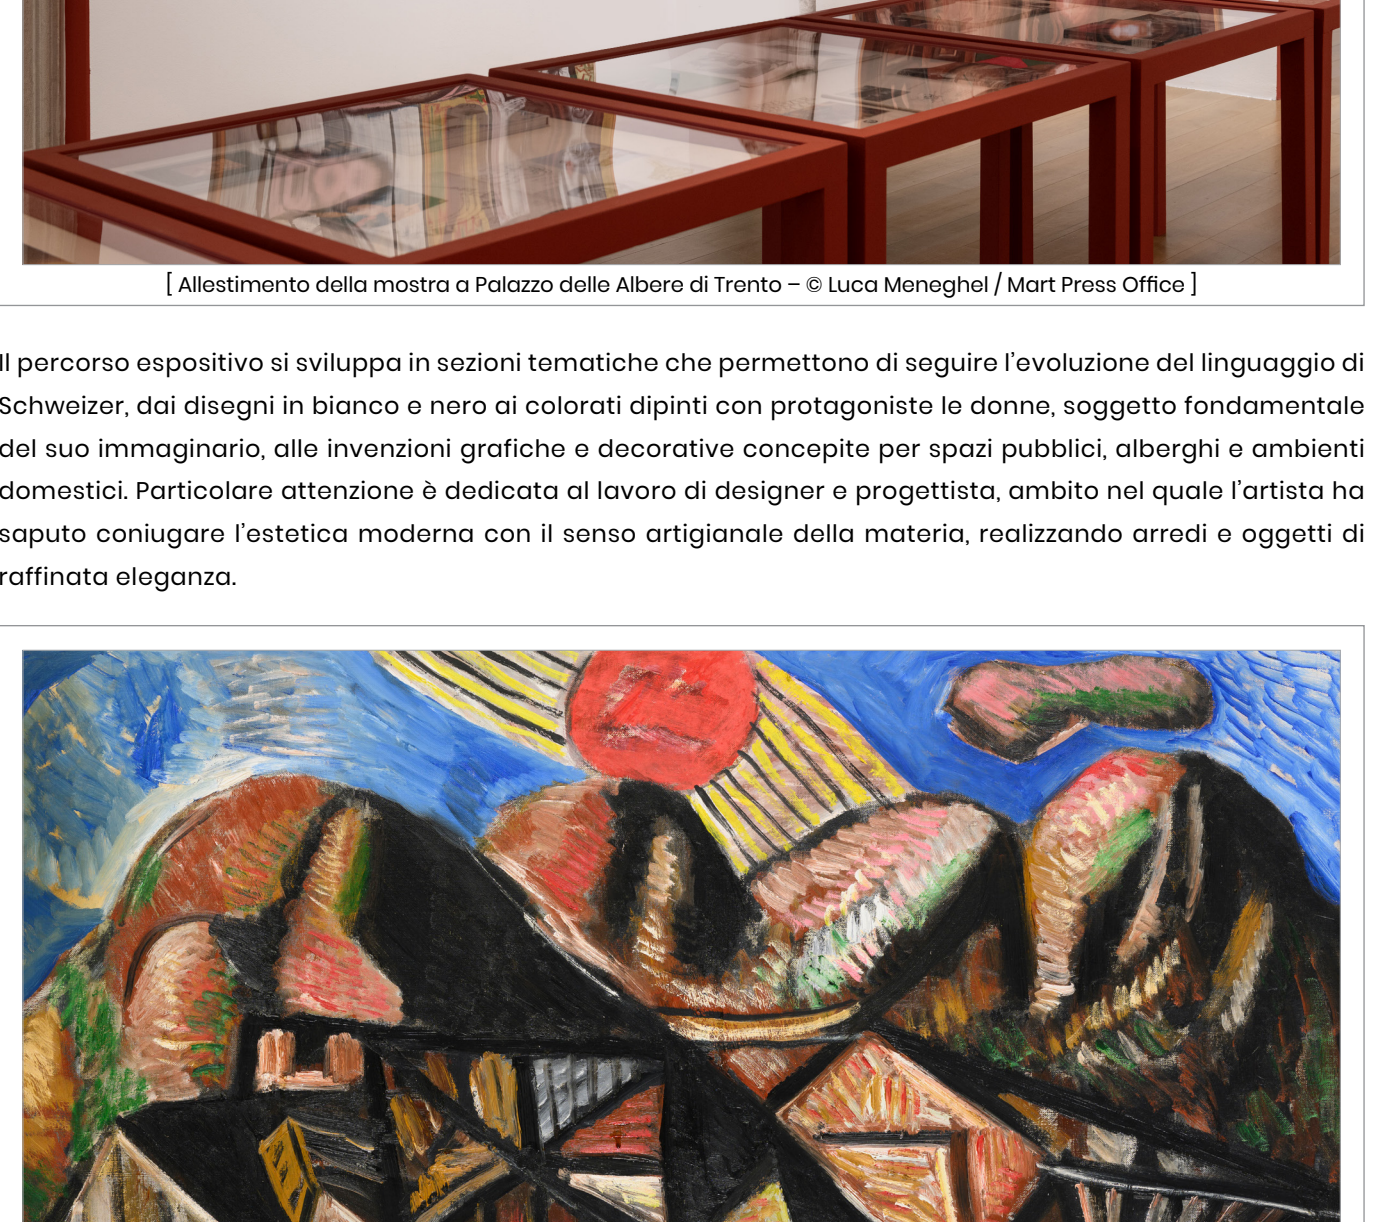 [ Allestimento della mostra a Palazzo delle Albere di Trento – © Luca Meneghel / Mart Press Office ]
Il percorso espositivo si sviluppa in sezioni tematiche che permettono di seguire l’evoluzione del linguaggio di
Schweizer, dai disegni in bianco e nero ai colorati dipinti con protagoniste le donne, soggetto fondamentale
del suo immaginario, alle invenzioni grafiche e decorative concepite per spazi pubblici, alberghi e ambienti
domestici. Particolare attenzione è dedicata al lavoro di designer e progettista, ambito nel quale l’artista ha
saputo coniugare l’estetica moderna con il senso artigianale della materia, realizzando arredi e oggetti di
raffinata eleganza.